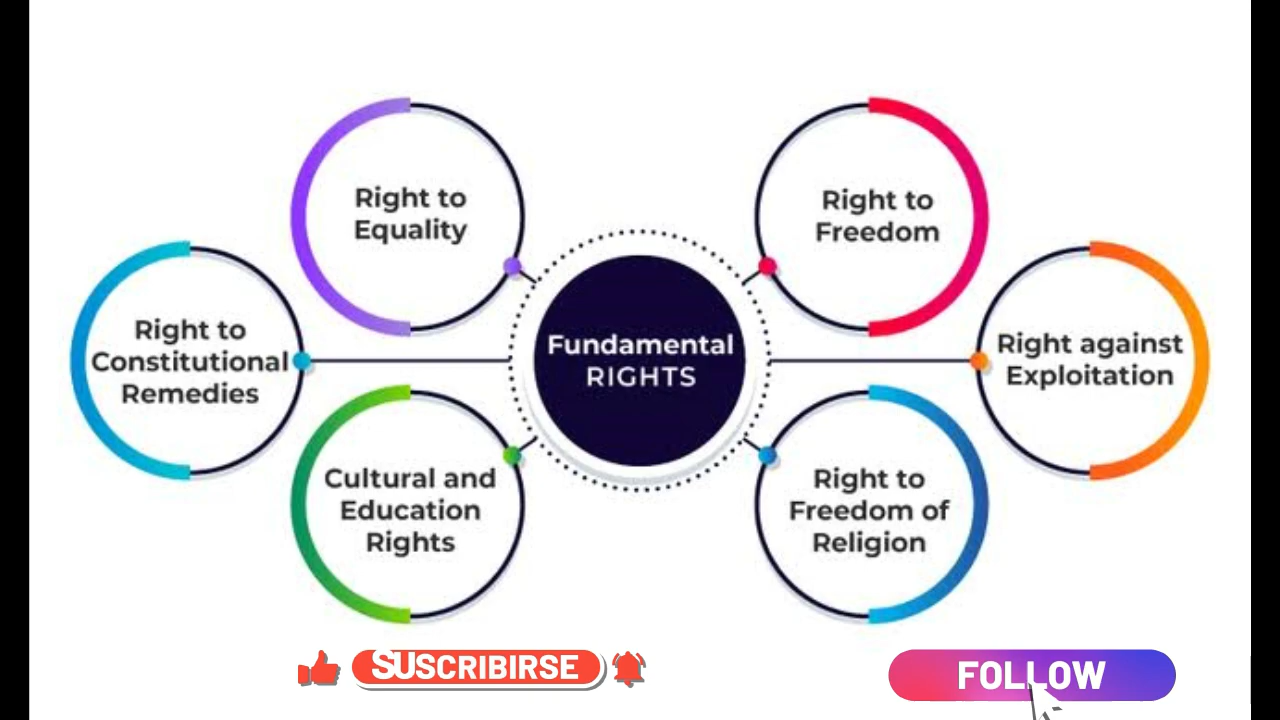 Right to
Equality
Right to
Freedom
Right to
Constitutional
Remedies
Fundamental
RIGHTS
Right against
Exploitation
Cultural and
Education
Rights
Right to
Freedom of
Religion
SUSCRIBIRSE
FOLLOW